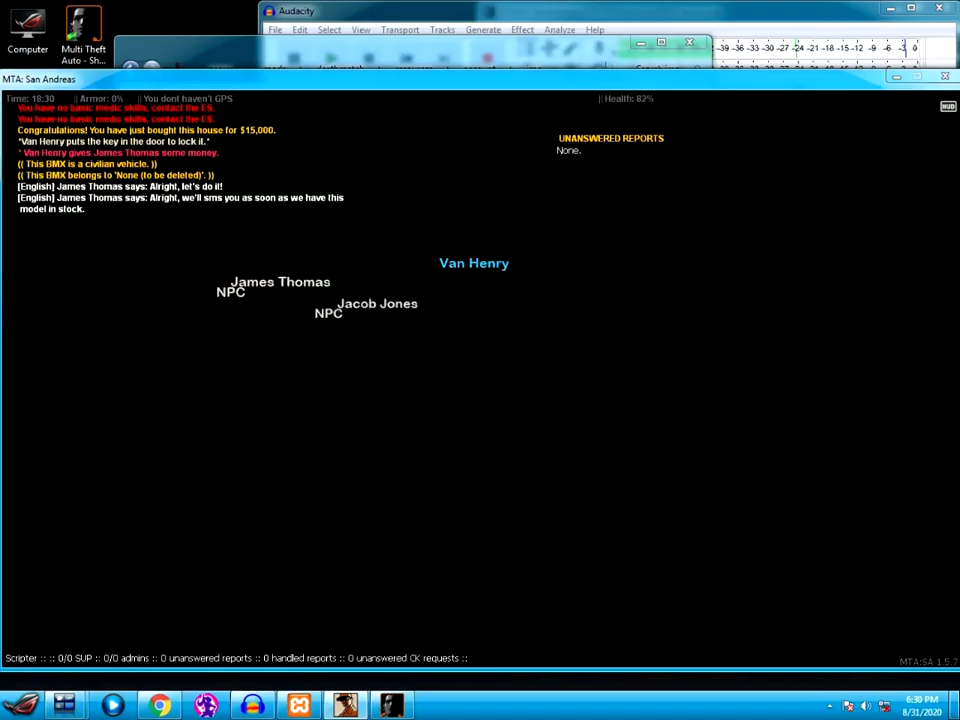 Computer
Multi Theft
Auto - Sh...
Audacity
File Edit Select View Transport Tracks Generate Effect Analyze Help
-39 -36 -33 -30 -27 -24 -21 -18 -15 -12 -9 -6 -3 0
MTA: San Andreas
Time: 18:30 || Armor: 0% || You dont haven't GPS || Health: 82%
HUD
You have no basic medic skills, contact the ES.
You have no basic medic skills, contact the ES.
Congratulations! You have just bought this house for $15,000.
*Van Henry puts the key in the door to lock it.*
* Van Henry gives James Thomas some money.
(( This BMX is a civilian vehicle. ))
(( This BMX belongs to 'None (to be deleted)'. ))
[English] James Thomas says: Alright, let's do it!
[English] James Thomas says: Alright, we'll sms you as soon as we have this
model in stock.
UNANSWERED REPORTS
None.
Van Henry
James Thomas
NPC
Jacob Jones
NPC
Scripter :: :: 0/0 SUP :: 0/0 admins :: 0 unanswered reports :: 0 handled reports :: 0 unanswered CK requests ::
MTA:SA 1.5.7
6:30 PM
8/31/2020